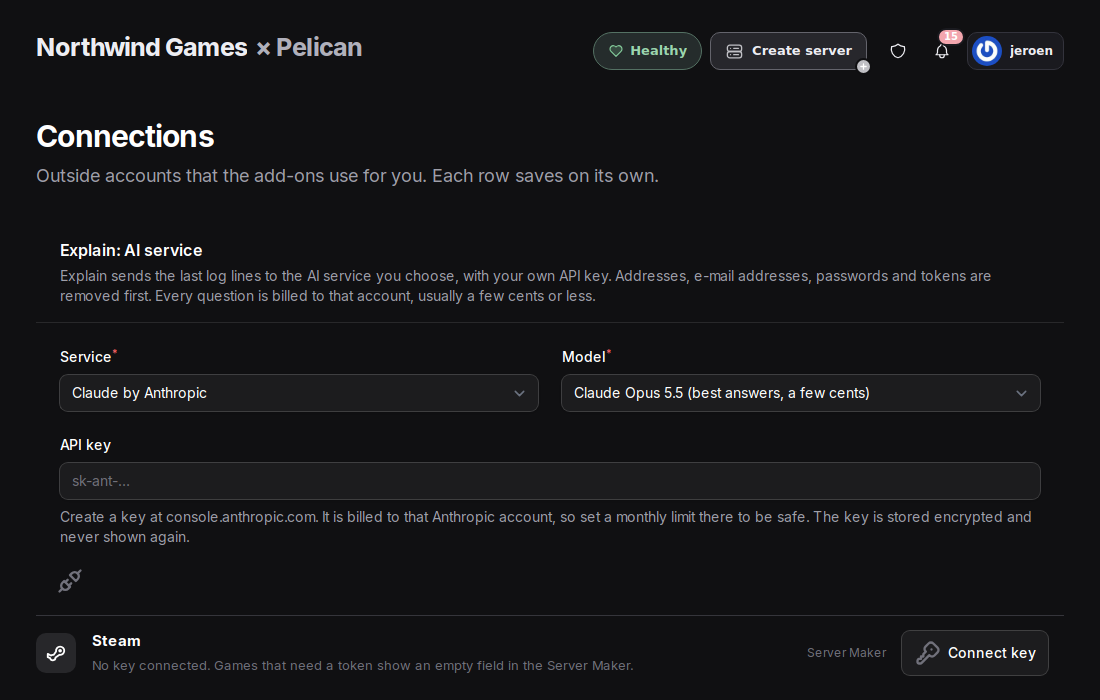 Northwind Games × Pelican
Healthy
Create server
15
jeroen
Connections
Outside accounts that the add-ons use for you. Each row saves on its own.
Explain: AI service
Explain sends the last log lines to the AI service you choose, with your own API key. Addresses, e-mail addresses, passwords and tokens are
removed first. Every question is billed to that account, usually a few cents or less.
Service*
Model*
Claude by Anthropic
Claude Opus 5.5 (best answers, a few cents)
API key
sk-ant-...
Create a key at console.anthropic.com. It is billed to that Anthropic account, so set a monthly limit there to be safe. The key is stored encrypted and
never shown again.
Steam
No key connected. Games that need a token show an empty field in the Server Maker.
Server Maker
Connect key